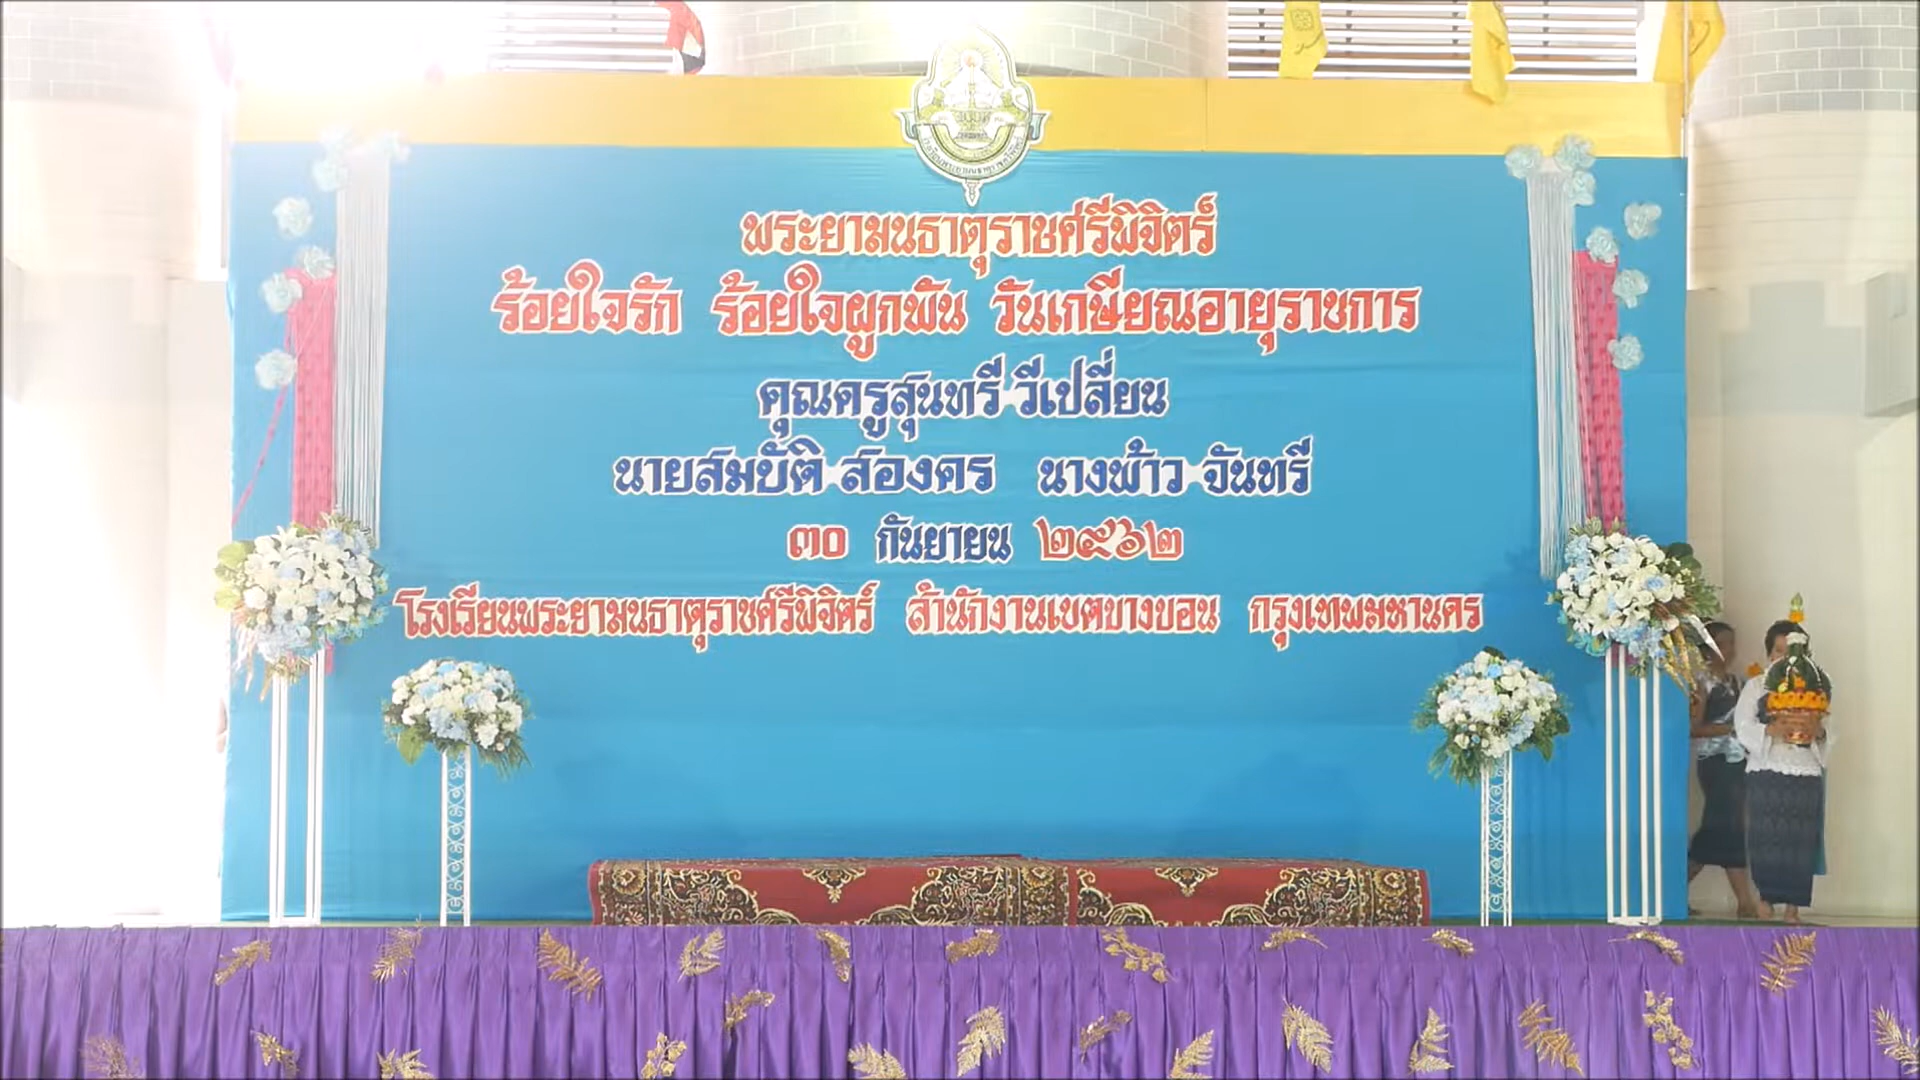 พระยามนธาตุราชศรีพิจิตร์
ร้อยใจรัก ร้อยใจผูกพัน วันเกษียณอายุราชการ
คุณครูสุนทรี วีเปลี่ยน
นายสมบัติ สองคร นางพ้าว จันทรี
๓๐ กันยายน ๒๕๖๒
โรงเรียนพระยามนธาตุราชศรีพิจิตร์ สำนักงานเขตบางบอน กรุงเทพมหานคร